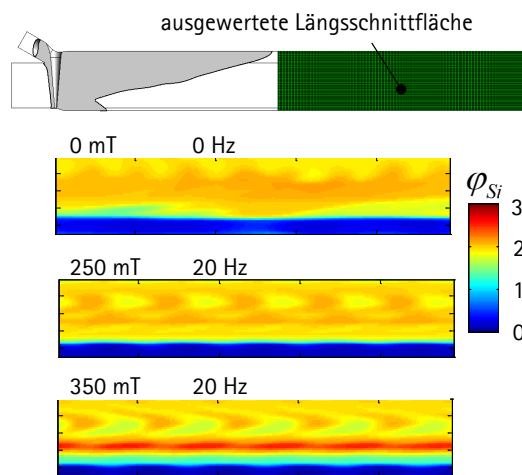 ausgewertete Längsschnittfläche
0 mT 0 Hz
φSi
3
2
1
0
250 mT 20 Hz
350 mT 20 Hz